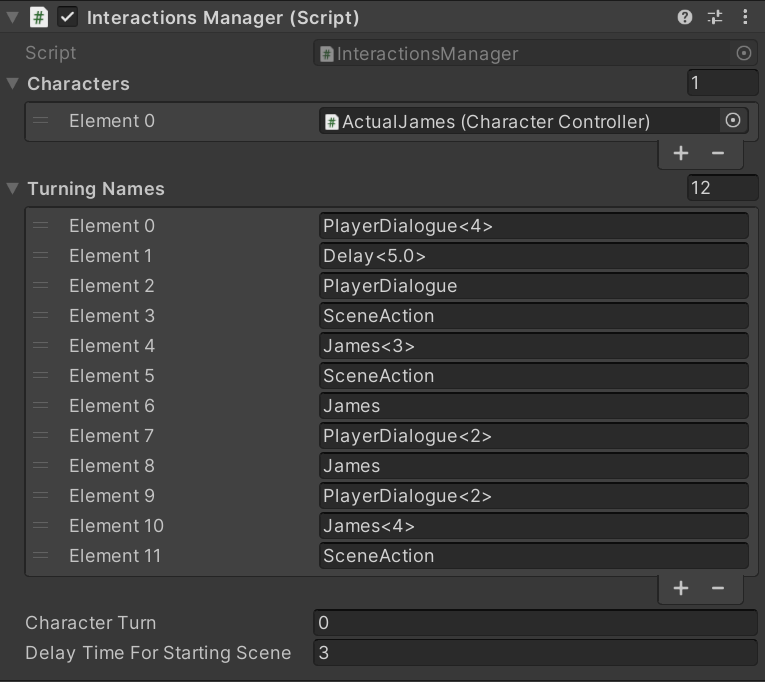 Interactions Manager (Script)
Script InteractionsManager
Characters 1
Element 0 ActualJames (Character Controller)
Turning Names 12
Element 0 PlayerDialogue<4>
Element 1 Delay<5.0>
Element 2 PlayerDialogue
Element 3 SceneAction
Element 4 James<3>
Element 5 SceneAction
Element 6 James
Element 7 PlayerDialogue<2>
Element 8 James
Element 9 PlayerDialogue<2>
Element 10 James<4>
Element 11 SceneAction
Character Turn 0
Delay Time For Starting Scene 3